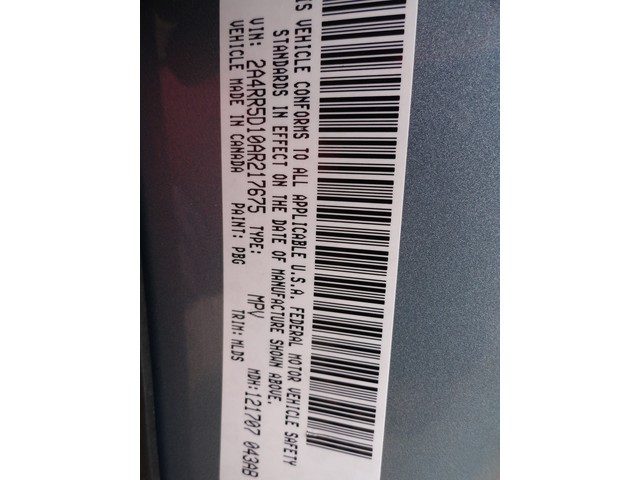 IS VEHICLE CONFORMS TO ALL APPLICABLE U.S.A. FEDERAL MOTOR VEHICLE SAFETY
STANDARDS IN EFFECT ON THE DATE OF MANUFACTURE SHOWN ABOVE.
VIN: 2A4RR5D10AR217675 TYPE: MPV MDH:121707 043AB
VEHICLE MADE IN CANADA PAINT: PBG TRIM: MLDS